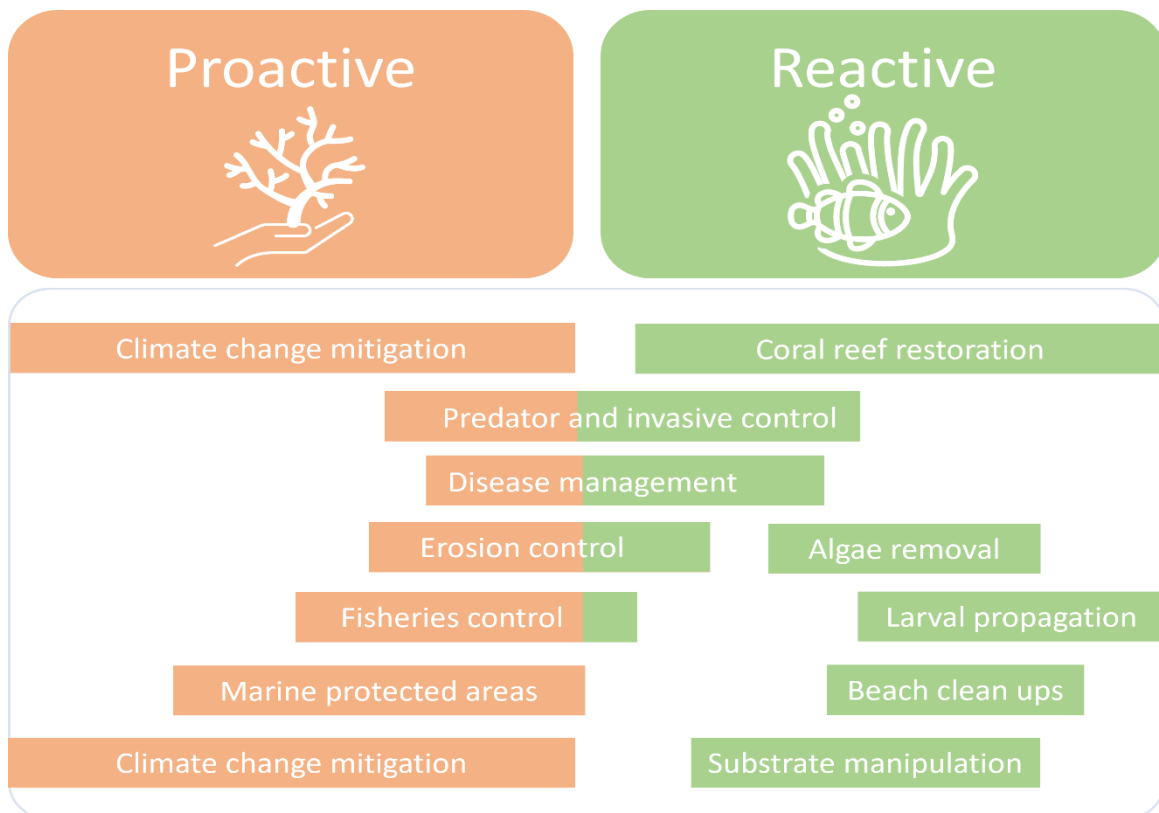 Proactive
Reactive
Climate change mitigation
Coral reef restoration
Predator and invasive control
Disease management
Erosion control
Algae removal
Fisheries control
Larval propagation
Marine protected areas
Beach clean ups
Climate change mitigation
Substrate manipulation